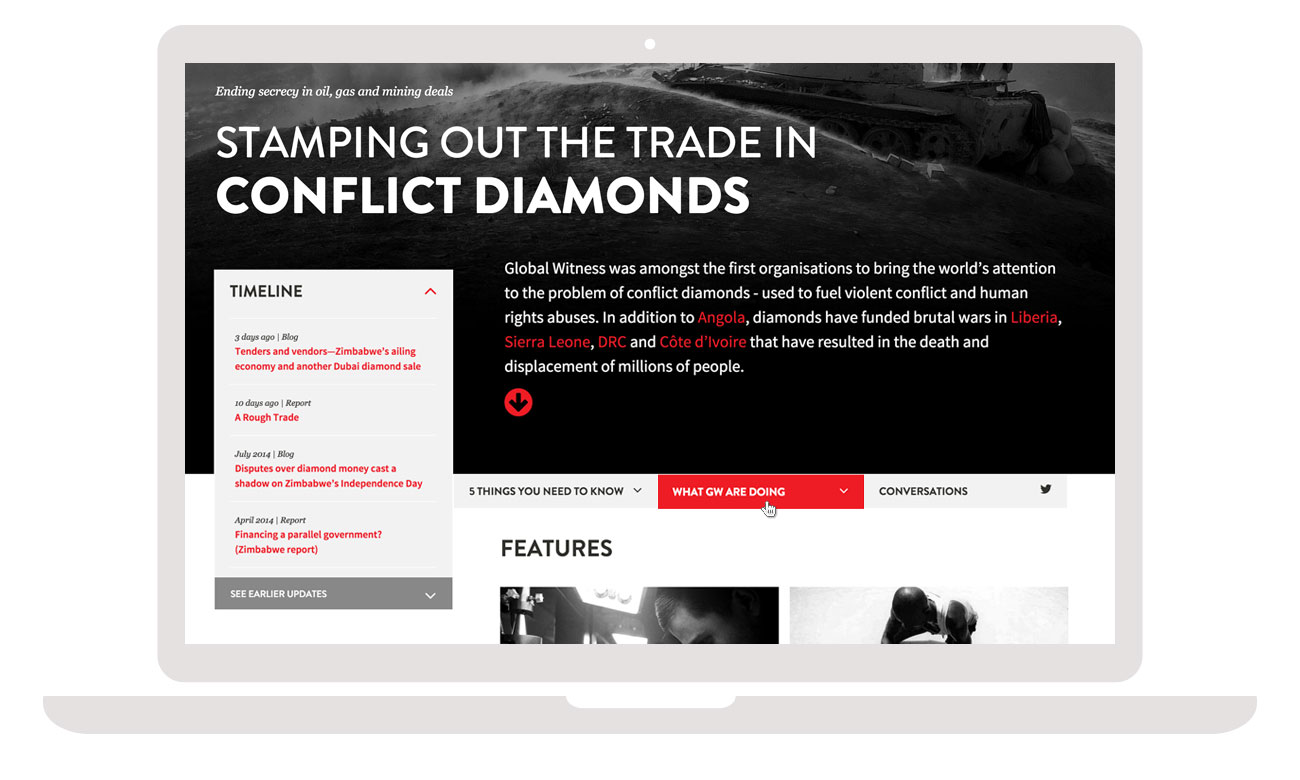 Ending secrecy in oil, gas and mining deals
STAMPING OUT THE TRADE IN
CONFLICT DIAMONDS
Global Witness was amongst the first organisations to bring the world’s attention
to the problem of conflict diamonds - used to fuel violent conflict and human
rights abuses. In addition to Angola, diamonds have funded brutal wars in Liberia,
Sierra Leone, DRC and Côte d’Ivoire that have resulted in the death and
displacement of millions of people.
TIMELINE
3 days ago | Blog
Tenders and vendors—Zimbabwe’s ailing
economy and another Dubai diamond sale
10 days ago | Report
A Rough Trade
July 2014 | Blog
Disputes over diamond money cast a
shadow on Zimbabwe’s Independence Day
April 2014 | Report
Financing a parallel government?
(Zimbabwe report)
SEE EARLIER UPDATES
5 THINGS YOU NEED TO KNOW
WHAT GW ARE DOING
CONVERSATIONS
FEATURES